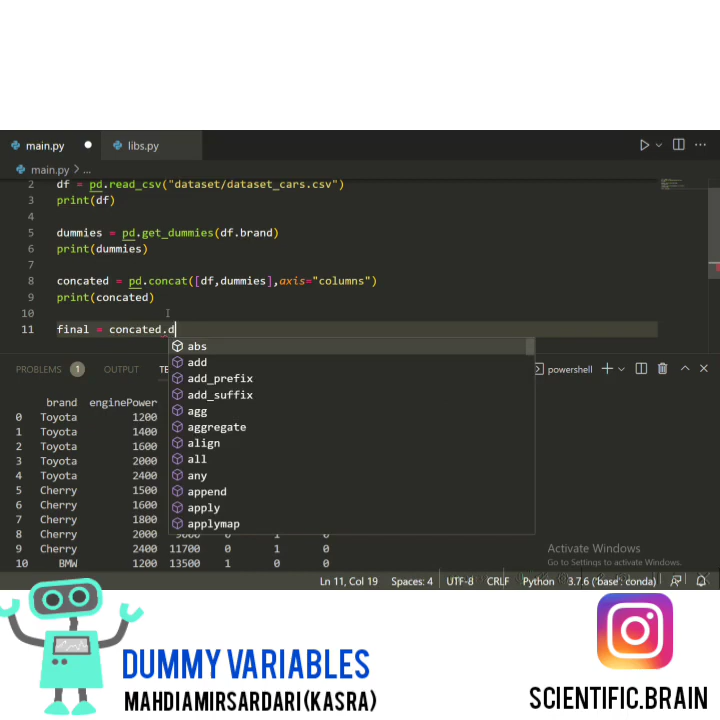 main.py libs.py
main.py > ...
2 df = pd.read_csv("dataset/dataset_cars.csv")
3 print(df)
4
5 dummies = pd.get_dummies(df.brand)
6 print(dummies)
7
8 concated = pd.concat([df,dummies],axis="columns")
9 print(concated)
10
11 final = concated.d
abs
add
add_prefix
add_suffix
agg
aggregate
align
all
any
append
apply
applymap
PROBLEMS 1 OUTPUT TE powershell
brand enginePower
0 Toyota 1200
1 Toyota 1400
2 Toyota 1600
3 Toyota 2000
4 Toyota 2400
5 Cherry 1500
6 Cherry 1600
7 Cherry 1800
8 Cherry 2000
9 Cherry 2400 11700 0 1 0
10 BMW 1200 13500 1 0 0
Activate Windows
Go to Settings to activate Windows.
Ln 11, Col 19 Spaces: 4 UTF-8 CRLF Python 3.7.6 ('base': conda)
DUMMY VARIABLES
MAHDIAMIRSARDARI(KASRA)
SCIENTIFIC.BRAIN